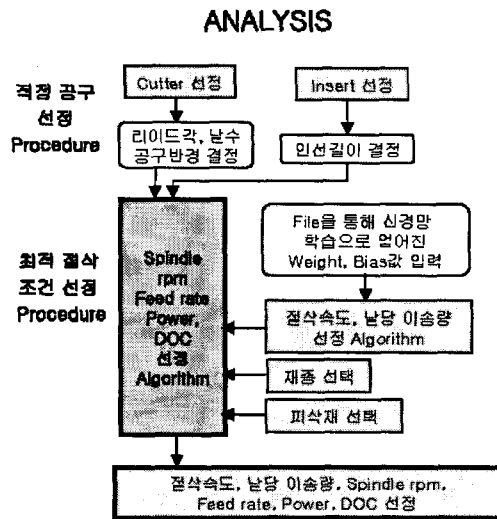 ANALYSIS
적정 공구
선정
Procedure
Cutter 선정
Insert 선정
리이드각, 날수
공구반경 결정
인선길이 결정
최적 절삭
조건 선정
Procedure
Spindle
rpm
Feed rate
Power,
DOC
선정
Algorithm
File을 통해 신경망
학습으로 얻어진
Weight, Bias값 입력
절삭속도, 날당 이송량
선정 Algorithm
재종 선택
피삭재 선택
절삭속도, 날당 이송량, Spindle rpm,
Feed rate, Power, DOC 선정